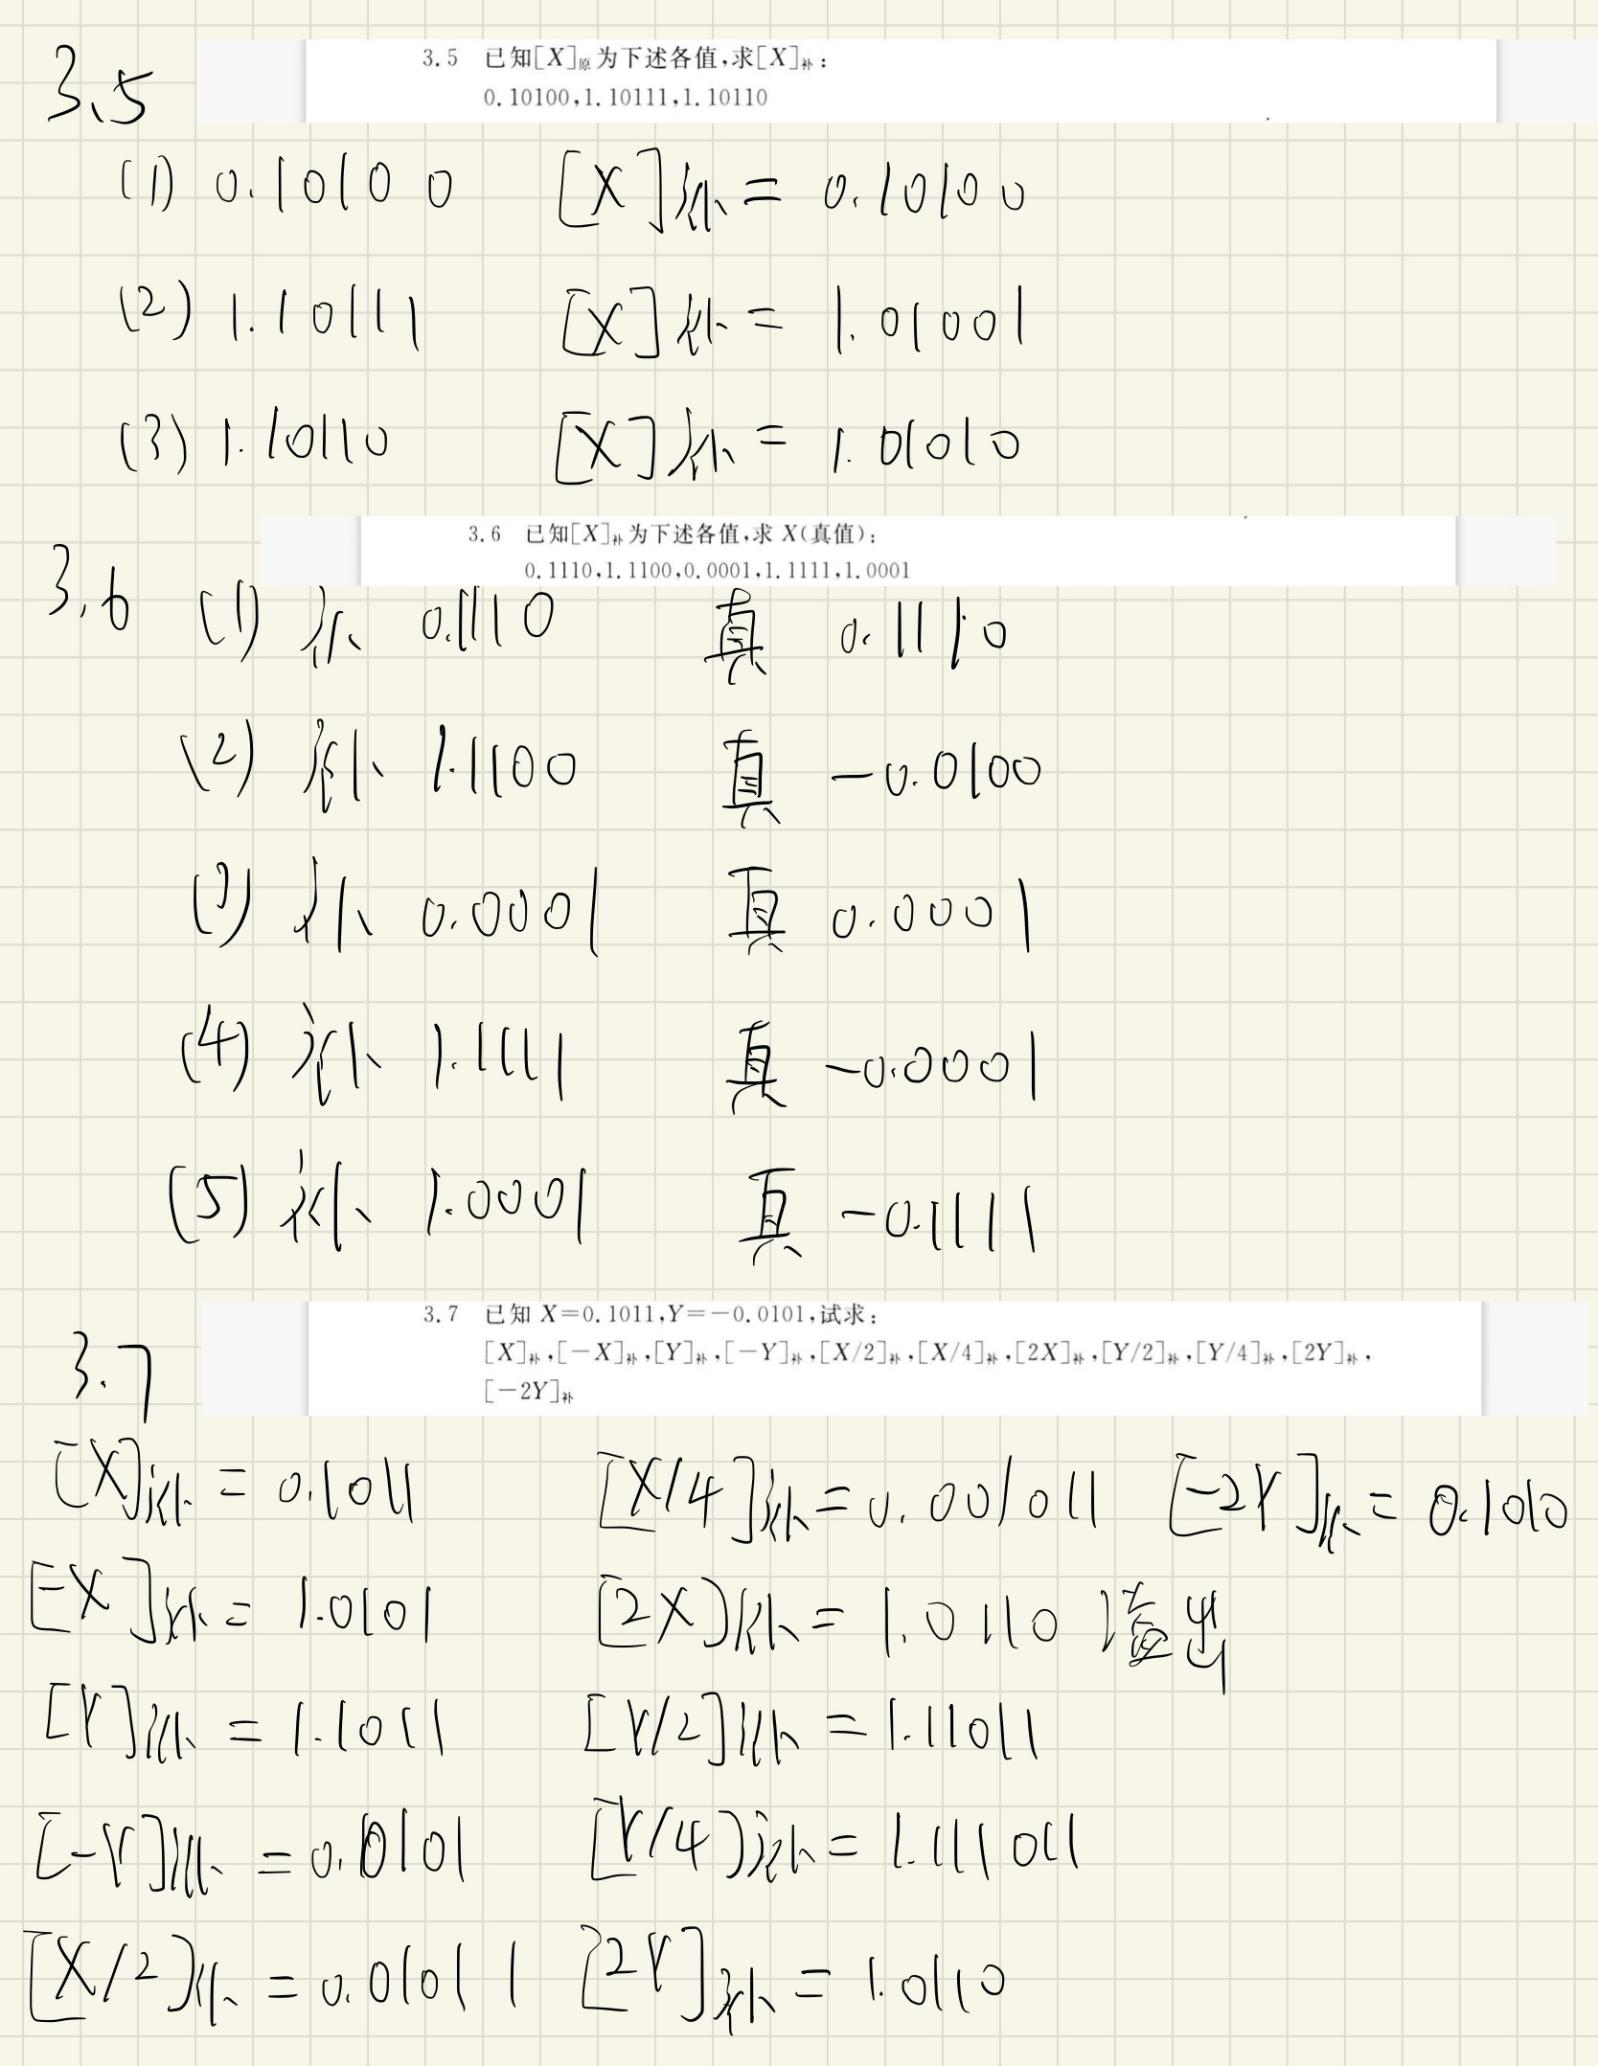 3.5
3.5 已知[X]原为下述各值,求[X]补:
0.10100,1.10111,1.10110
(1) 0.10100 [X]补 = 0.10100
(2) 1.10111 [X]补 = 1.01001
(3) 1.10110 [X]补 = 1.01010
3.6 已知[X]补为下述各值,求 X(真值):
0.1110,1.1100,0.0001,1.1111,1.0001
3.6 (1) 补 0.1110 真 0.1110
(2) 补 1.1100 真 -0.0100
(3) 补 0.0001 真 0.0001
(4) 补 1.1111 真 -0.0001
(5) 补 1.0001 真 -0.1111
3.7
3.7 已知 X=0.1011,Y=-0.0101,试求:
[X]补,[-X]补,[Y]补,[-Y]补,[X/2]补,[X/4]补,[2X]补,[Y/2]补,[Y/4]补,[2Y]补,
[-2Y]补
[X]补 = 0.1011 [X/4]补 = 0.001011 [-2Y]补 = 0.1010
[-X]补 = 1.0101 [2X]补 = 1.0110 溢出
[Y]补 = 1.1011 [Y/2]补 = 1.11011
[-Y]补 = 0.0101 [Y/4]补 = 1.111011
[X/2]补 = 0.01011 [2Y]补 = 1.0110